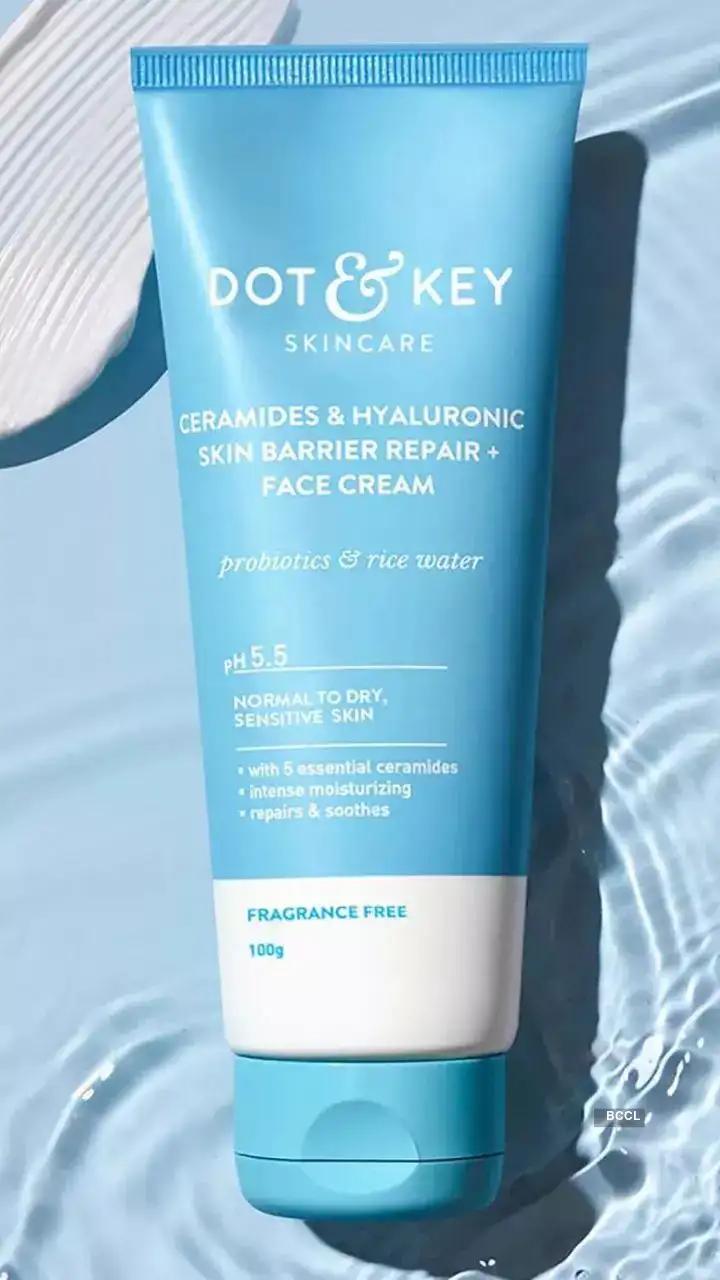 DOT & KEY
SKINCARE
CERAMIDES & HYALURONIC
SKIN BARRIER REPAIR +
FACE CREAM
probiotics & rice water
pH 5.5
NORMAL TO DRY,
SENSITIVE SKIN
• with 5 essential ceramides
• intense moisturizing
• repairs & soothes
FRAGRANCE FREE
100g
BCCL